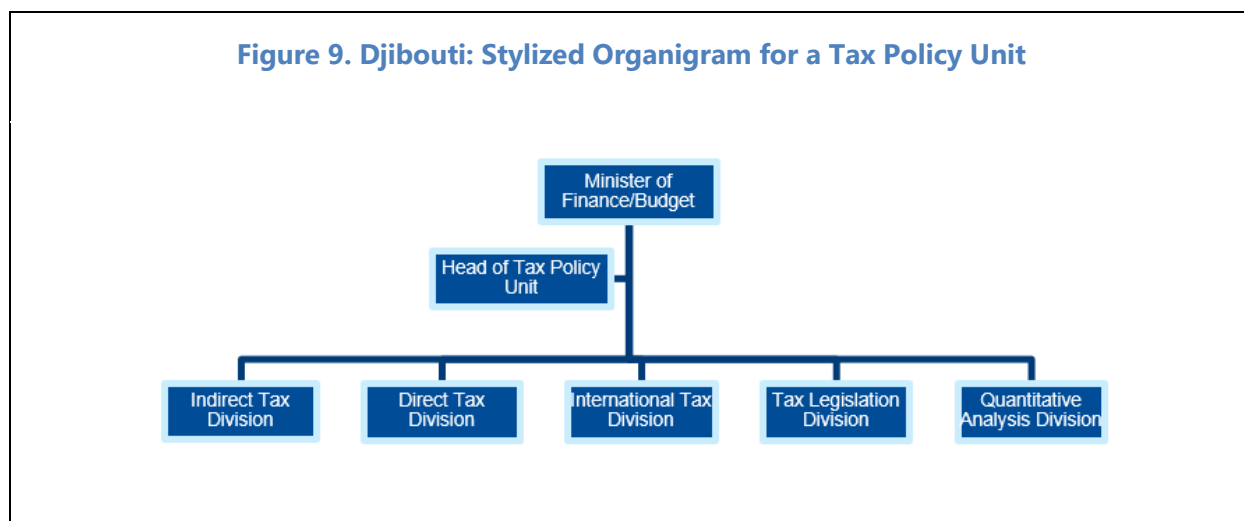 Figure 9. Djibouti: Stylized Organigram for a Tax Policy Unit
Minister of
Finance/Budget
Head of Tax Policy
Unit
Indirect Tax
Division
Direct Tax
Division
International Tax
Division
Tax Legislation
Division
Quantitative
Analysis Division